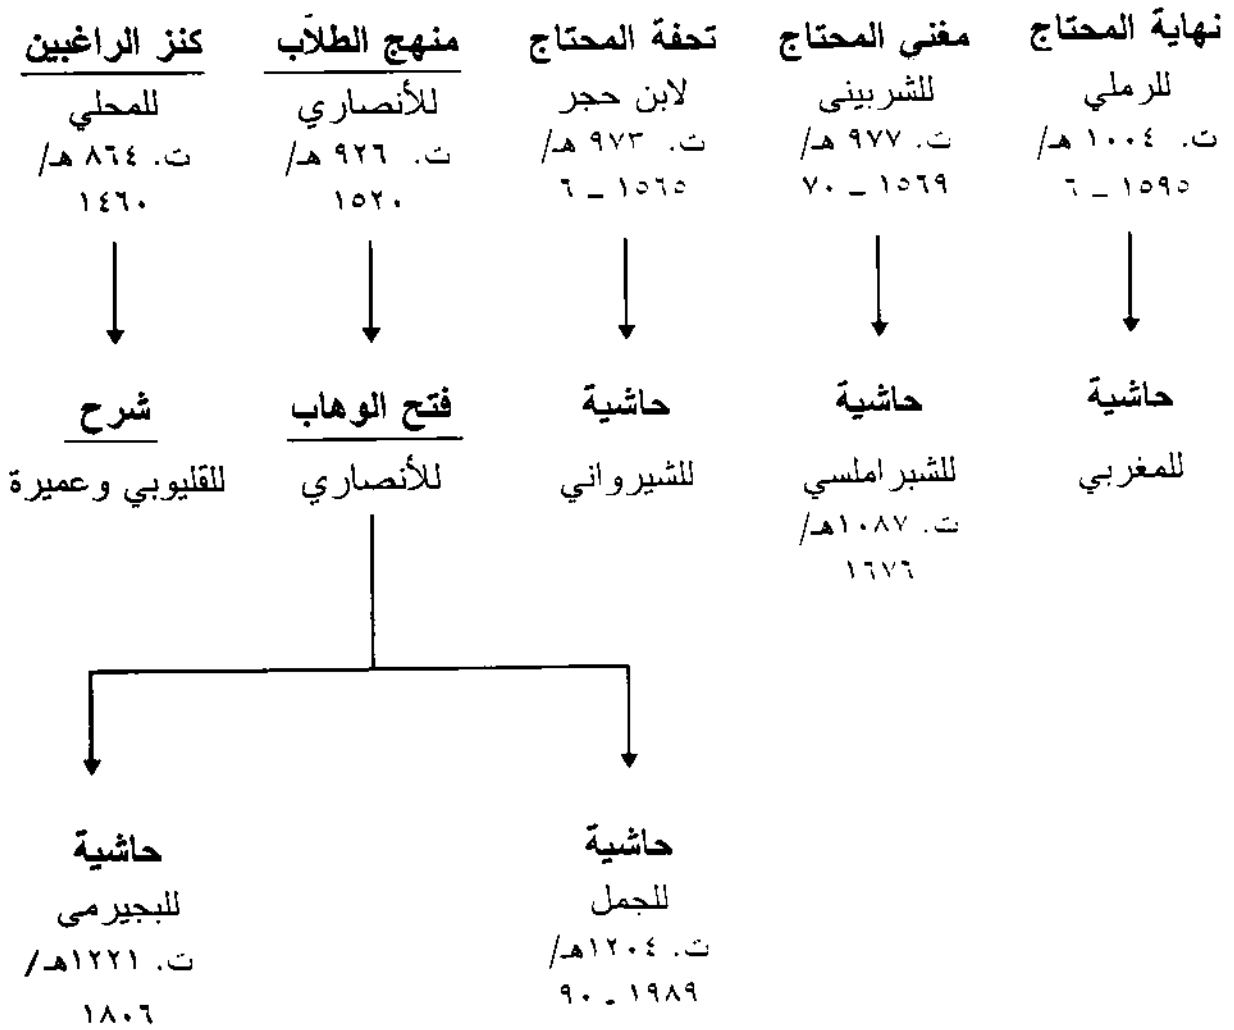 نهاية المحتاج
للرملي
ت. ١٠٠٤ هـ/
١٥٩٥ _ ٦
مغني المحتاج
للشربينى
ت. ٩٧٧ هـ/
١٥٦٩ _ ٧٠
تحفة المحتاج
لابن حجر
ت. ٩٧٣ هـ/
١٥٦٥ _ ٦
منهج الطلاّب
للأنصاري
ت. ٩٢٦ هـ/
١٥٢٠
كنز الراغبين
للمحلي
ت. ٨٦٤ هـ/
١٤٦٠
حاشية
للمغربي
حاشية
للشبراملسي
ت. ١٠٨٧هـ/
١٦٧٦
حاشية
للشيرواني
فتح الوهاب
للأنصاري
شرح
للقليوبي وعميرة
حاشية
للجمل
ت. ١٢٠٤هـ/
١٩٨٩ ـ ٩٠
حاشية
للبجيرمى
ت. ١٢٢١هـ/
١٨٠٦